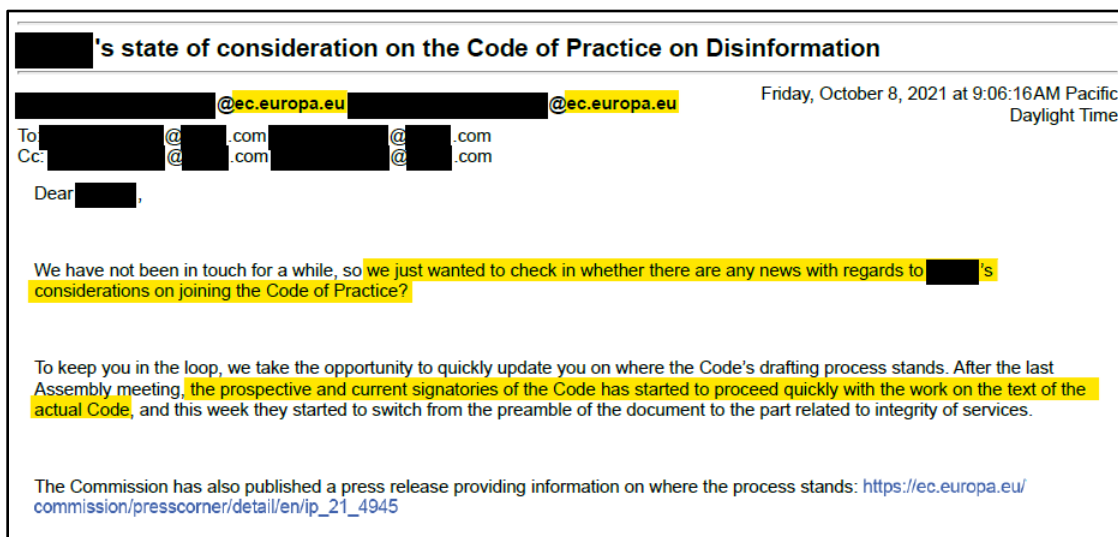 's state of consideration on the Code of Practice on Disinformation
@ec.europa.eu @ec.europa.eu
Friday, October 8, 2021 at 9:06:16AM Pacific
Daylight Time
To: @ .com @ .com
Cc: @ .com @ .com
Dear ,
We have not been in touch for a while, so we just wanted to check in whether there are any news with regards to 's
considerations on joining the Code of Practice?
To keep you in the loop, we take the opportunity to quickly update you on where the Code's drafting process stands. After the last
Assembly meeting, the prospective and current signatories of the Code has started to proceed quickly with the work on the text of the
actual Code, and this week they started to switch from the preamble of the document to the part related to integrity of services.
The Commission has also published a press release providing information on where the process stands: https://ec.europa.eu/
commission/presscorner/detail/en/ip_21_4945